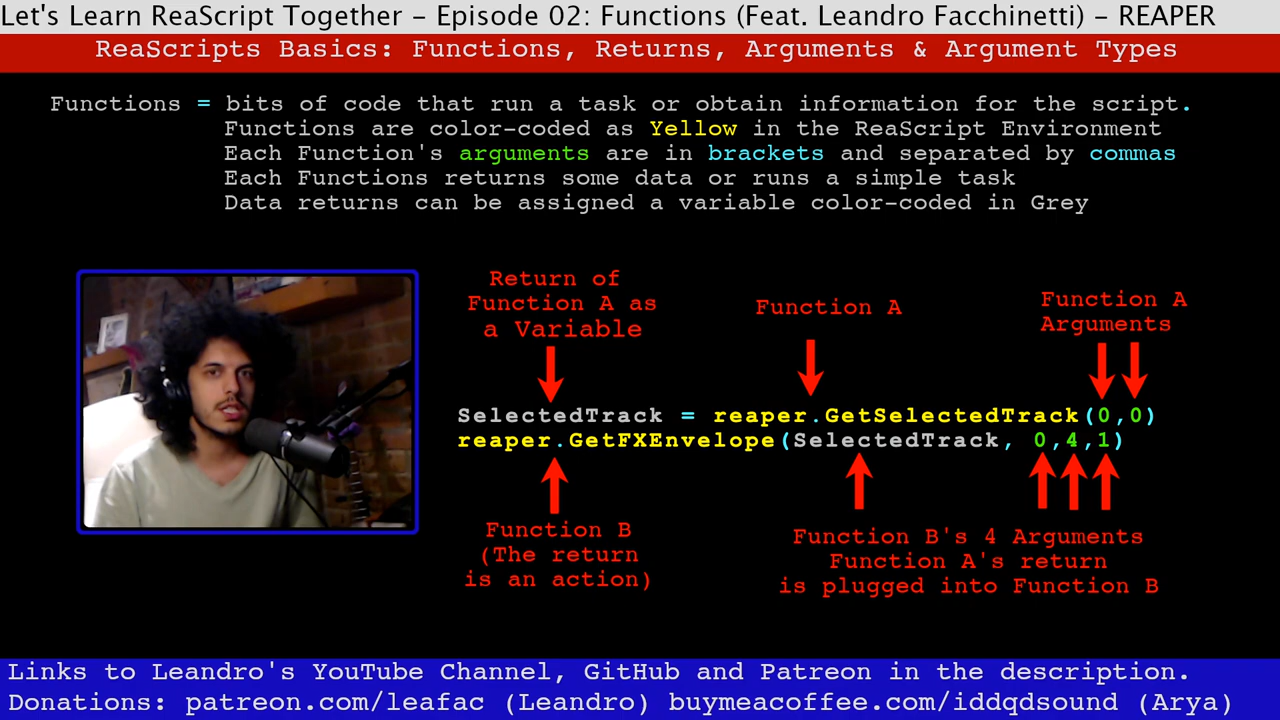 Let's Learn ReaScript Together - Episode 02: Functions (Feat. Leandro Facchinetti) - REAPER
ReaScripts Basics: Functions, Returns, Arguments & Argument Types
Functions = bits of code that run a task or obtain information for the script.
Functions are color-coded as Yellow in the ReaScript Environment
Each Function's arguments are in brackets and separated by commas
Each Functions returns some data or runs a simple task
Data returns can be assigned a variable color-coded in Grey
Return of
Function A as
a Variable
Function A
Function A
Arguments
SelectedTrack = reaper.GetSelectedTrack(0,0)
reaper.GetFXEnvelope(SelectedTrack, 0,4,1)
Function B
(The return
is an action)
Function B's 4 Arguments
Function A's return
is plugged into Function B
Links to Leandro's YouTube Channel, GitHub and Patreon in the description.
Donations: patreon.com/leafac (Leandro) buymeacoffee.com/iddqdsound (Arya)